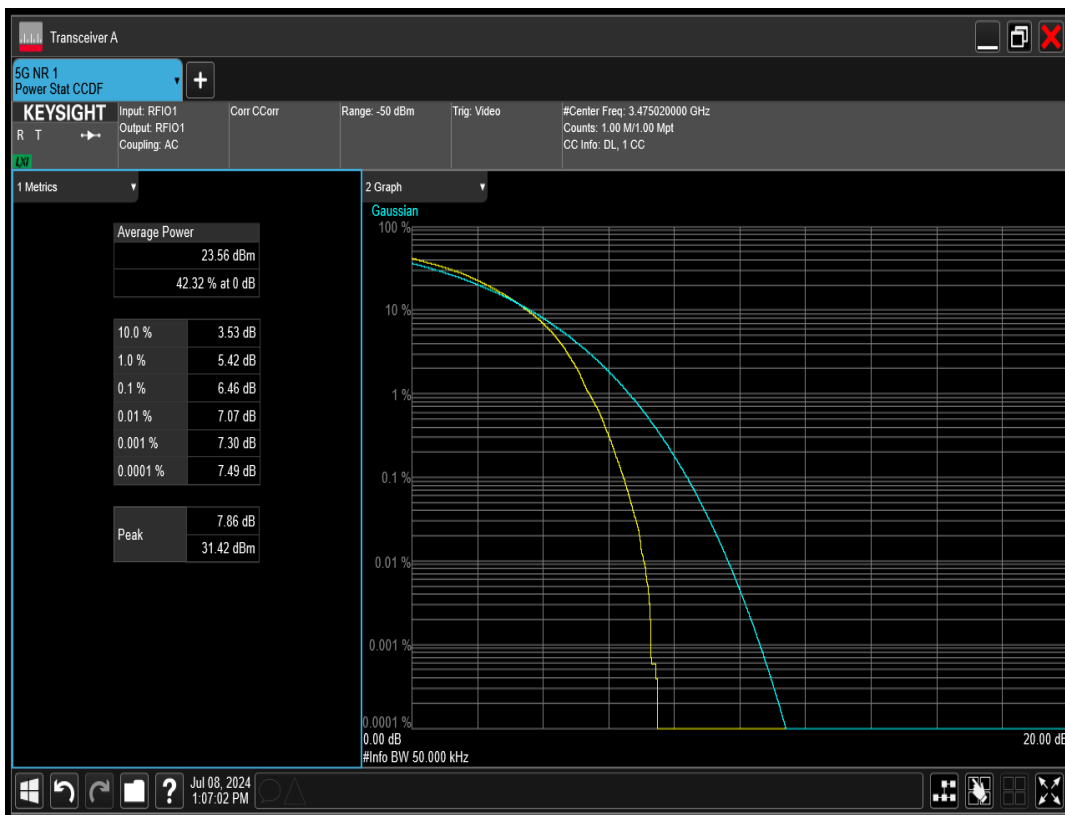 Transceiver A
5G NR 1
Power Stat CCDF
+
KEYSIGHT
R T
LXI
Input: RFIO1
Output: RFIO1
Coupling: AC
Corr CCorr
Range: -50 dBm
Trig: Video
#Center Freq: 3.475020000 GHz
Counts: 1.00 M/1.00 Mpt
CC Info: DL, 1 CC
1 Metrics
Average Power
23.56 dBm
42.32 % at 0 dB
10.0 % 3.53 dB
1.0 % 5.42 dB
0.1 % 6.46 dB
0.01 % 7.07 dB
0.001 % 7.30 dB
0.0001 % 7.49 dB
Peak
7.86 dB
31.42 dBm
2 Graph
Gaussian
100 %
10 %
1 %
0.1 %
0.01 %
0.001 %
0.0001 %
0.00 dB 20.00 dB
#Info BW 50.000 kHz
?
Jul 08, 2024
1:07:02 PM